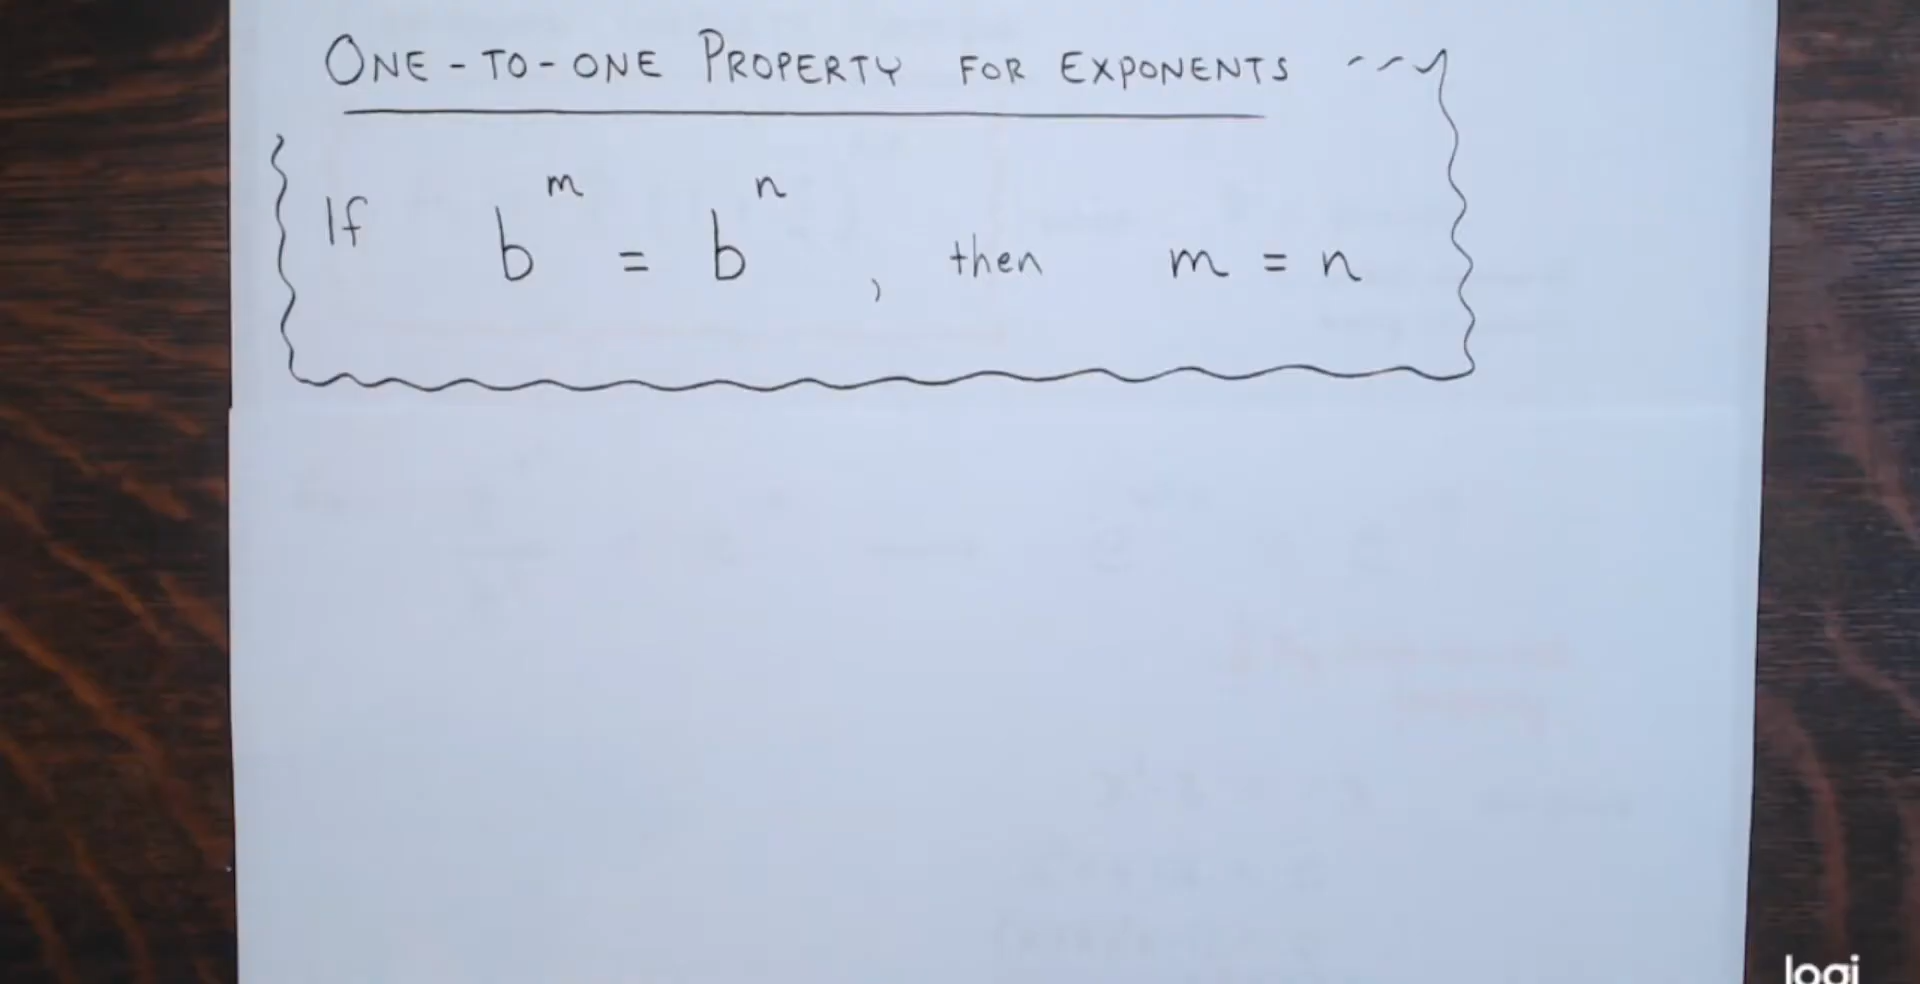 ONE-TO-ONE PROPERTY FOR EXPONENTS
If b^m = b^n, then m = n
logi